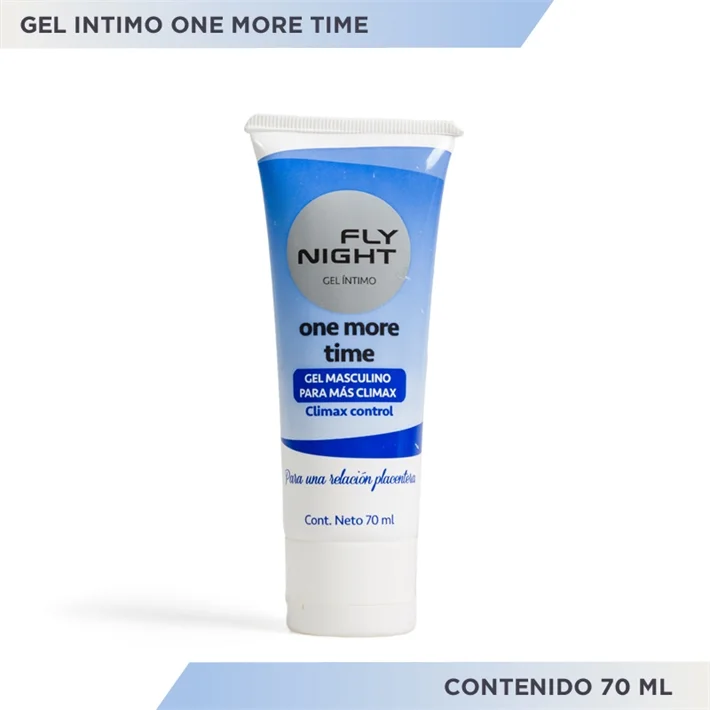 GEL INTIMO ONE MORE TIME
FLY
NIGHT
GEL ÍNTIMO
one more
time
GEL MASCULINO
PARA MÁS CLIMAX
Climax control
Para una relación placentera
Cont. Neto 70 ml
CONTENIDO 70 ML